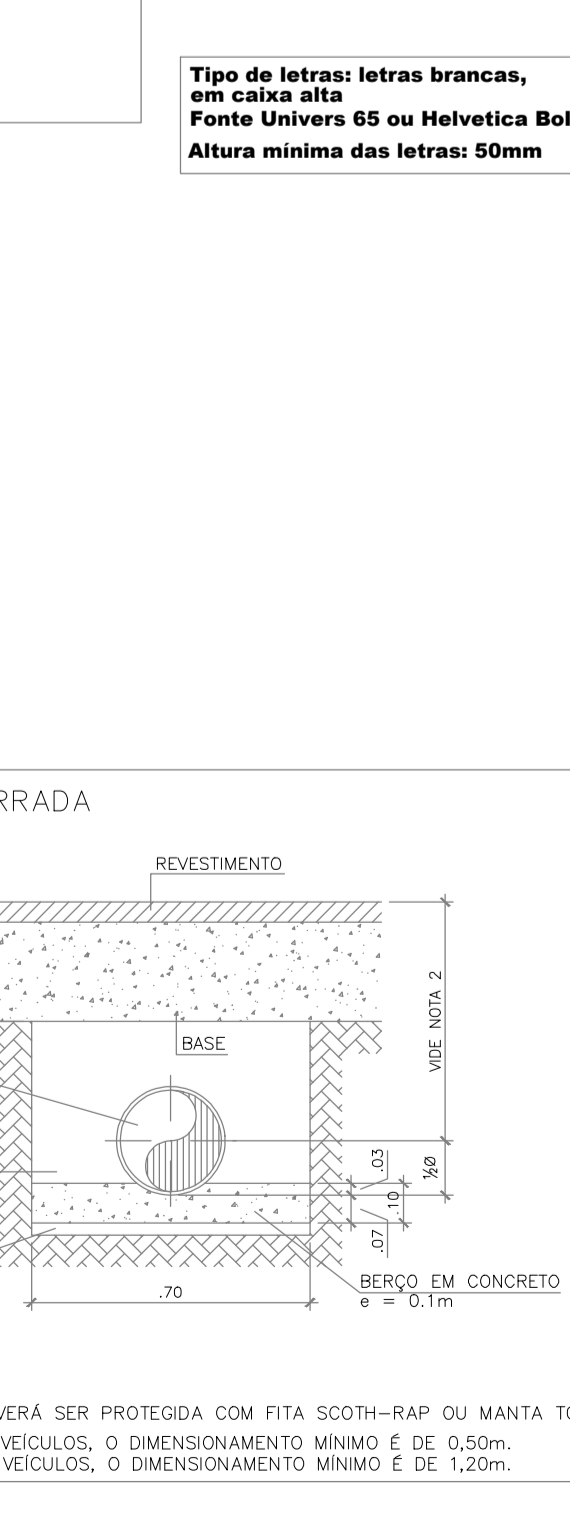 Tipo de letras: letras brancas,
em caixa alta
Fonte Univers 65 ou Helvetica Bol
Altura mínima das letras: 50mm
RRADA
REVESTIMENTO
BASE
VIDE NOTA 2
½Ø
.03
.10
.07
.70
BERÇO EM CONCRETO
e = 0.1m
VERÁ SER PROTEGIDA COM FITA SCOTH-RAP OU MANTA TO
VEÍCULOS, O DIMENSIONAMENTO MÍNIMO É DE 0,50m.
VEÍCULOS, O DIMENSIONAMENTO MÍNIMO É DE 1,20m.